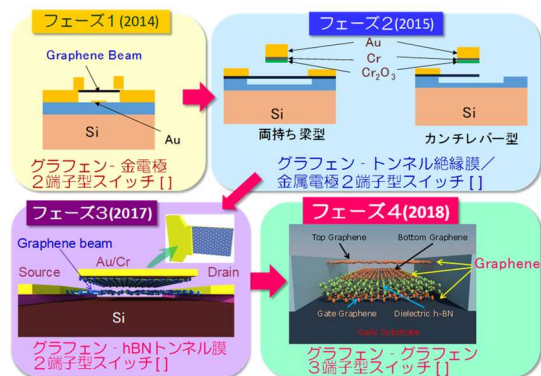 フェーズ1(2014)
Graphene Beam
Si
Au
グラフェン - 金電極
2端子型スイッチ[ ]
フェーズ2(2015)
Au
Cr
Cr₂O₃
Si
Si
両持ち梁型
カンチレバー型
グラフェン - トンネル絶縁膜/
金属電極2端子型スイッチ[ ]
フェーズ3(2017)
Graphene beam
Source
Au/Cr
Drain
Si
グラフェン - hBNトンネル膜
2端子スイッチ[ ]
フェーズ4(2018)
Top Graphene
Bottom Graphene
Graphene
Gate Graphene
Dielectric h-BN
GaAs Substrate
グラフェン - グラフェン
3端子型スイッチ[ ]